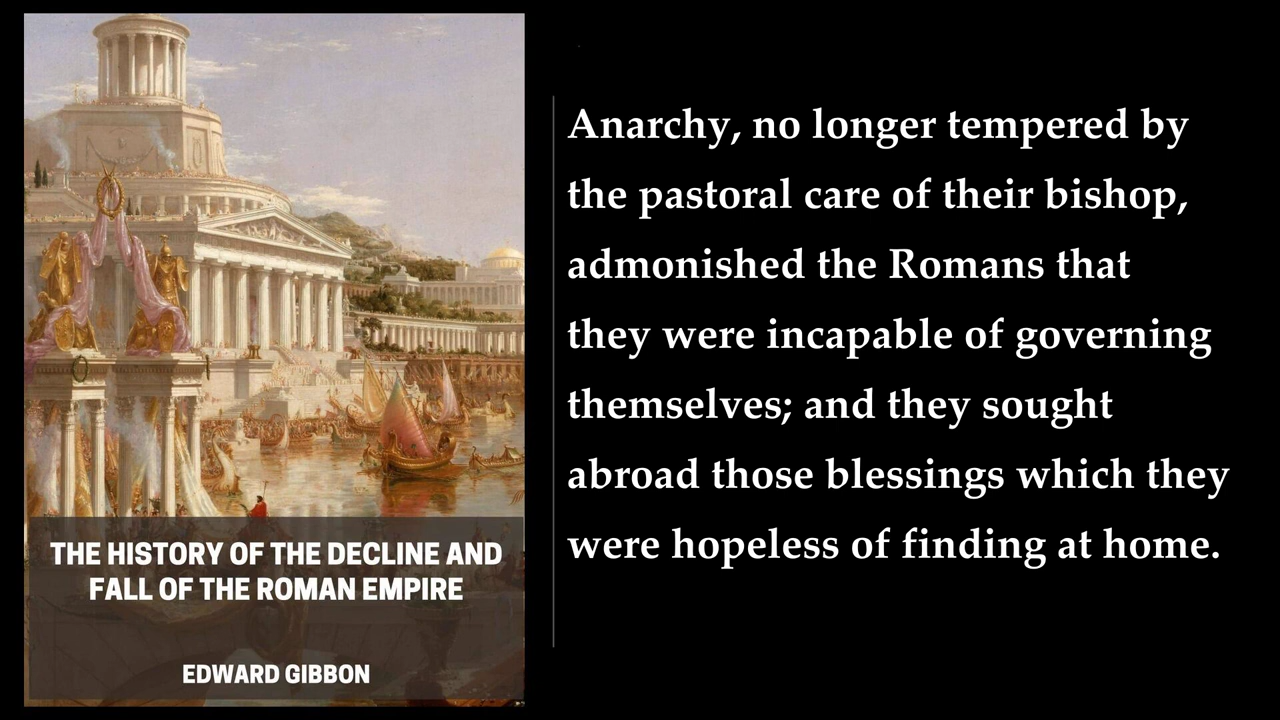 THE HISTORY OF THE DECLINE AND
FALL OF THE ROMAN EMPIRE
EDWARD GIBBON
Anarchy, no longer tempered by
the pastoral care of their bishop,
admonished the Romans that
they were incapable of governing
themselves; and they sought
abroad those blessings which they
were hopeless of finding at home.